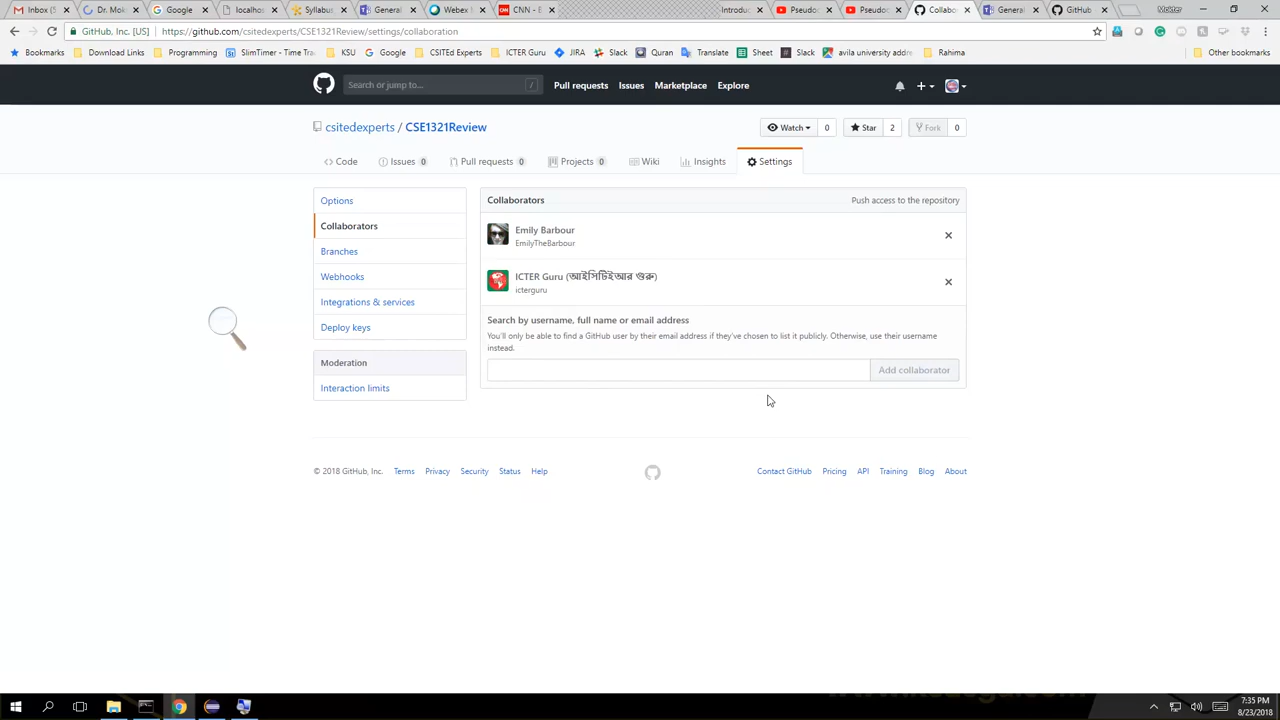 Inbox (S
Dr. Mok
Google
localhos
Syllabus
General
Webex M
CNN - B
Introduc
Pseudoc
Pseudoc
Collabo
General
GitHub
Mokter
GitHub, Inc. [US] https://github.com/csitedexperts/CSE1321Review/settings/collaboration
Bookmarks Download Links Programming SlimTimer - Time Tra KSU Google CSITEd Experts ICTER Guru JIRA Slack Quran Translate Sheet Slack avila university addre Rahima Other bookmarks
Search or jump to... / Pull requests Issues Marketplace Explore
csitedexperts / CSE1321Review
Watch 0 Star 2 Fork 0
Code Issues 0 Pull requests 0 Projects 0 Wiki Insights Settings
Options
Collaborators
Branches
Webhooks
Integrations & services
Deploy keys
Moderation
Interaction limits
Collaborators Push access to the repository
Emily Barbour
EmilyTheBarbour
ICTER Guru (আইসিটিইআর গুরু)
icterguru
Search by username, full name or email address
You'll only be able to find a GitHub user by their email address if they've chosen to list it publicly. Otherwise, use their username
instead.
Add collaborator
© 2018 GitHub, Inc. Terms Privacy Security Status Help Contact GitHub Pricing API Training Blog About
7:35 PM
8/23/2018